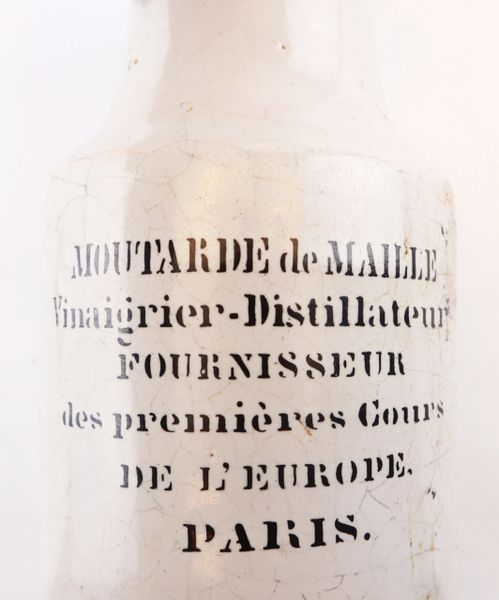 MOUTARDE de MAILLE
Vinaigrier-Distillateur,
FOURNISSEUR
des premières Cours
DE L'EUROPE,
PARIS.